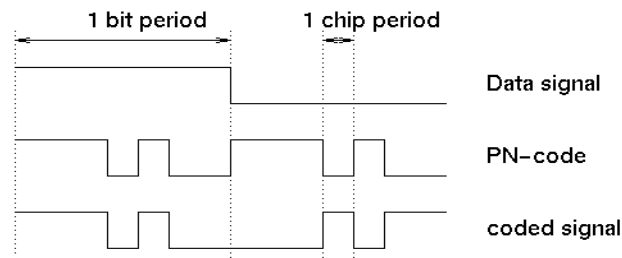 1 bit period
1 chip period
Data signal
PN-code
coded signal